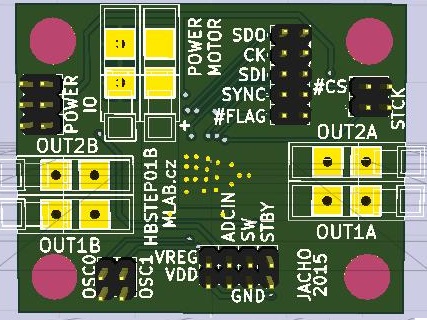 POWER MOTOR
SDO
CK
SDI
SYNC
#FLAG
#CS
STCK
POWER IO
+
OUT2B
OUT2A
HBSTEP01B
MLAB.cz
OUT1B
OUT1A
ADCIN
SW
STBY
OSC0
OSC1
VREG
VDD
GND
JACHO
2015